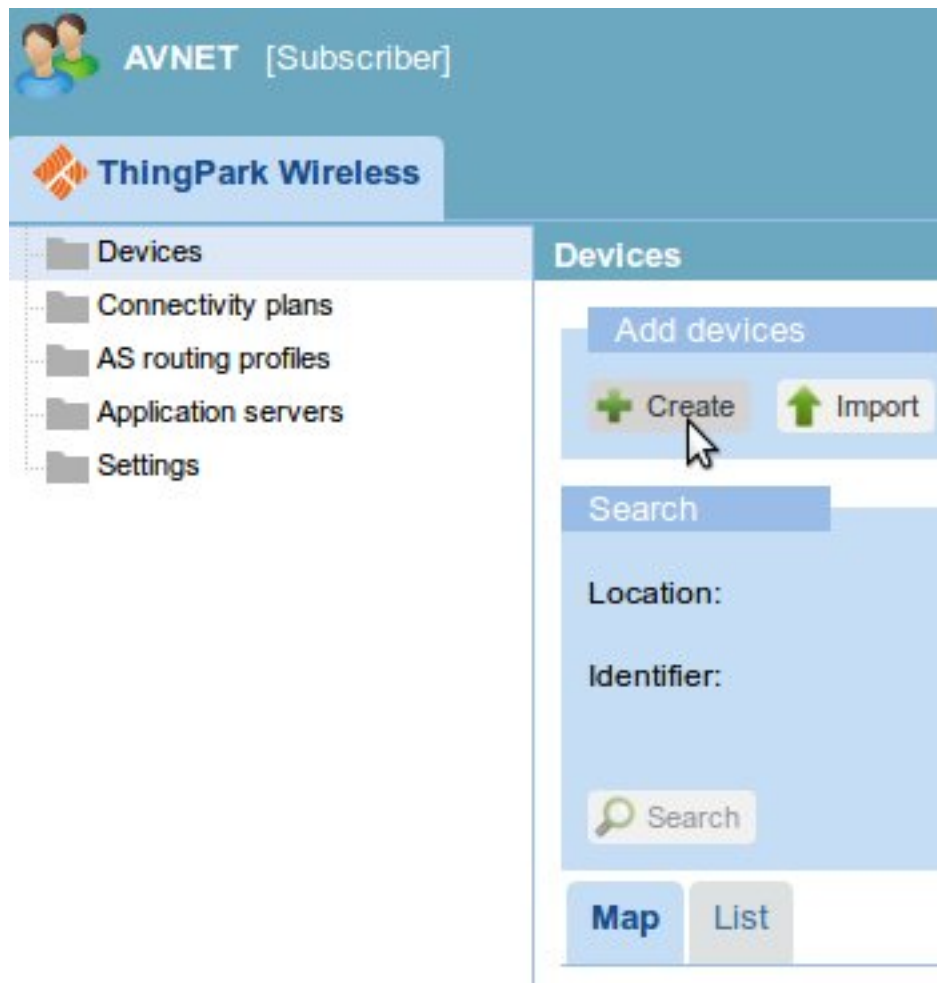 AVNET [Subscriber]
ThingPark Wireless
Devices
Connectivity plans
AS routing profiles
Application servers
Settings
Devices
Add devices
Create Import
Search
Location:
Identifier:
Search
Map List